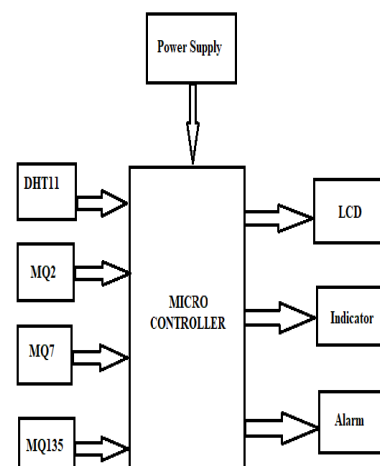 Power Supply
DHT11
MQ2
MQ7
MQ135
MICRO
CONTROLLER
LCD
Indicator
Alarm